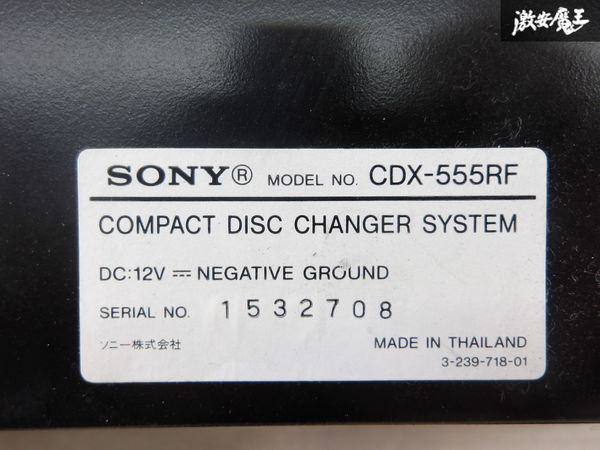 激安魔王
SONY® MODEL NO. CDX-555RF
COMPACT DISC CHANGER SYSTEM
DC:12V ⎓ NEGATIVE GROUND
SERIAL NO. 1532708
ソニー株式会社 MADE IN THAILAND
3-239-718-01